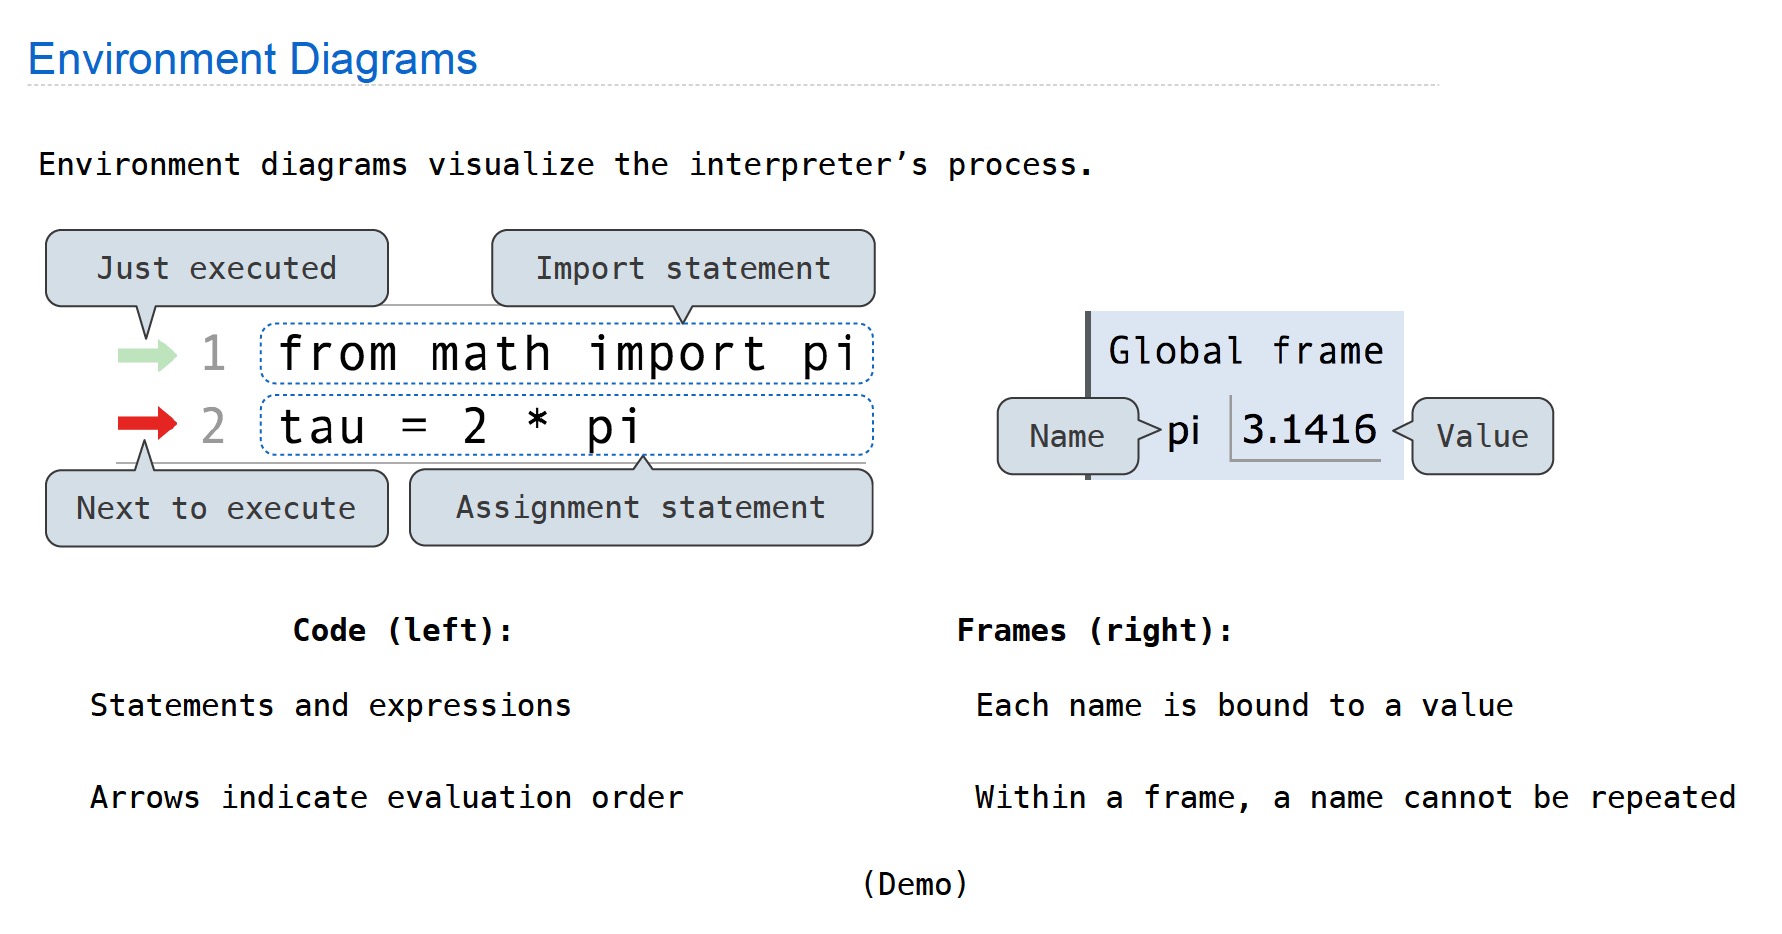 Environment Diagrams
Environment diagrams visualize the interpreter’s process.
Just executed
Import statement
1 from math import pi
2 tau = 2 * pi
Next to execute
Assignment statement
Global frame
Name
pi 3.1416
Value
Code (left):
Statements and expressions
Arrows indicate evaluation order
Frames (right):
Each name is bound to a value
Within a frame, a name cannot be repeated
(Demo)